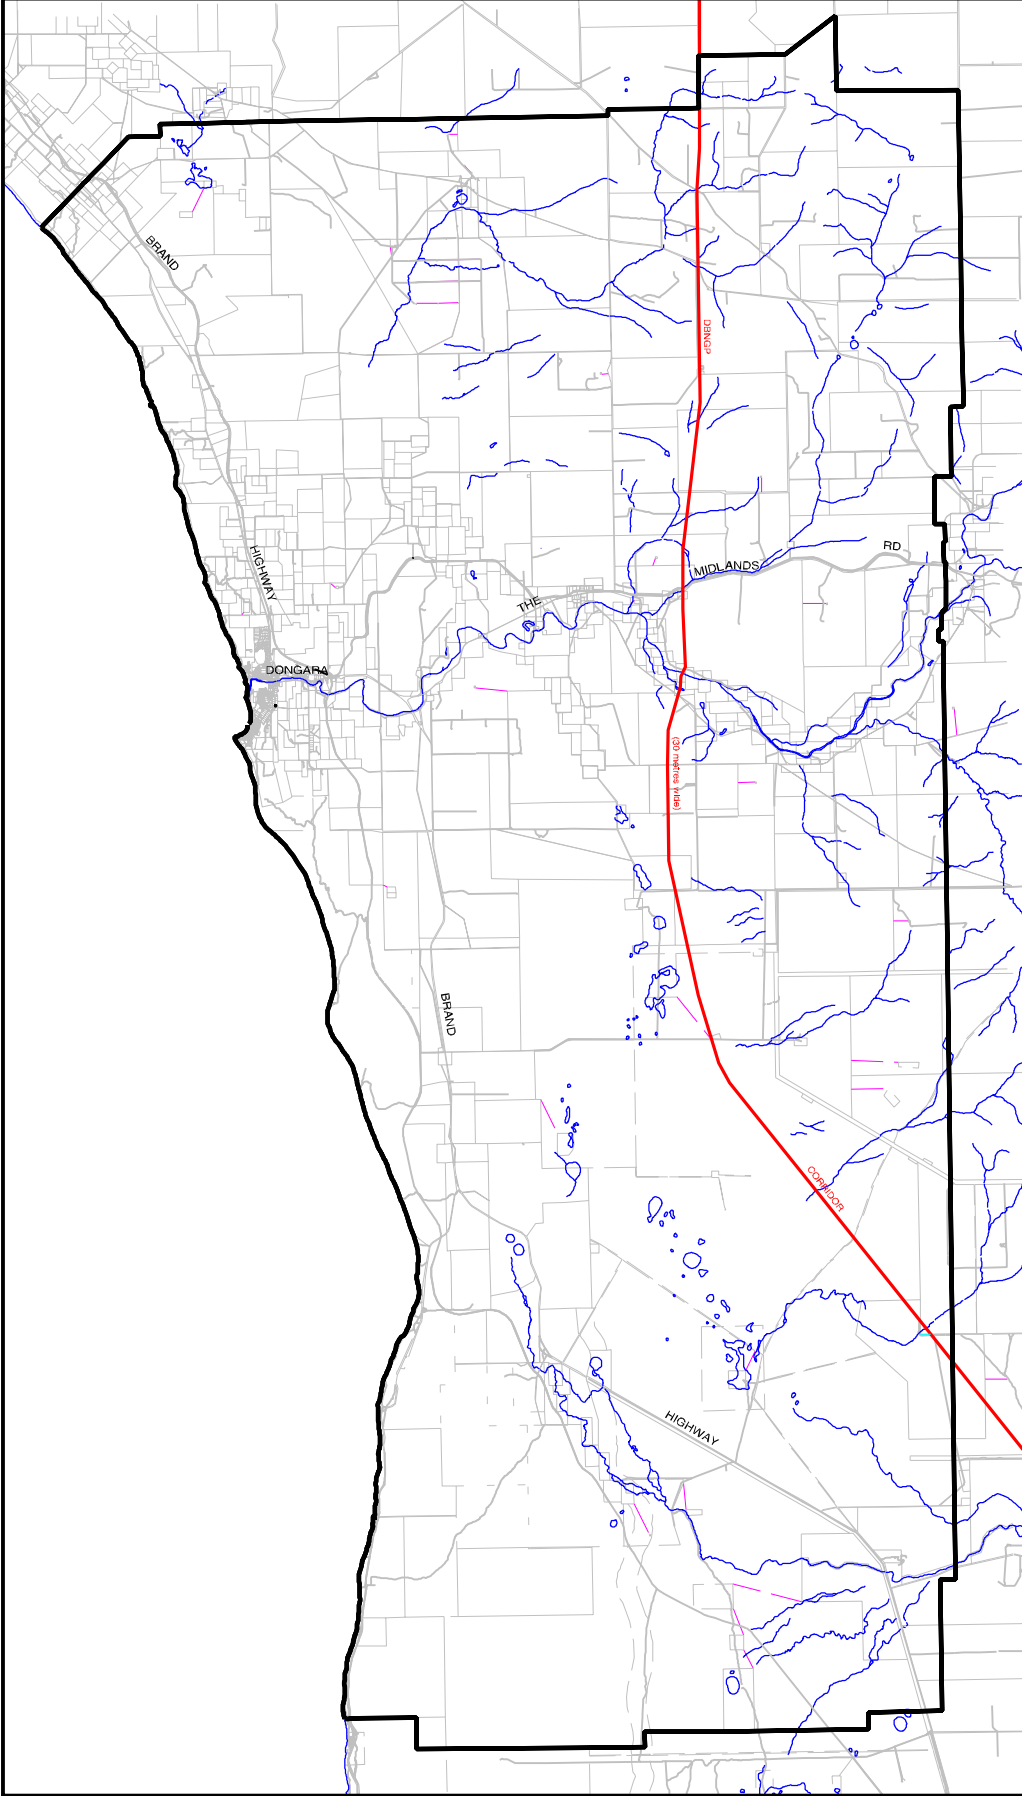 BRAND
DBNGP
HIGHWAY
THE
MIDLANDS
RD
DONGARA
(30 metres wide)
BRAND
CORRIDOR
HIGHWAY